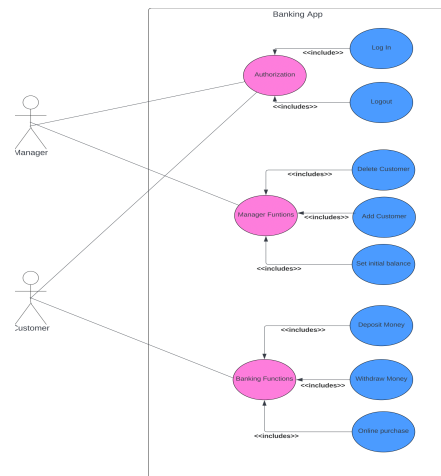 Banking App
Log In
<<include>>
Authorization
Logout
<<includes>>
Manager
Delete Customer
<<includes>>
Manager Funtions
Add Customer
<<includes>>
Set initial balance
<<includes>>
Customer
Deposit Money
<<includes>>
Banking Functions
Withdraw Money
<<includes>>
Online purchase
<<includes>>